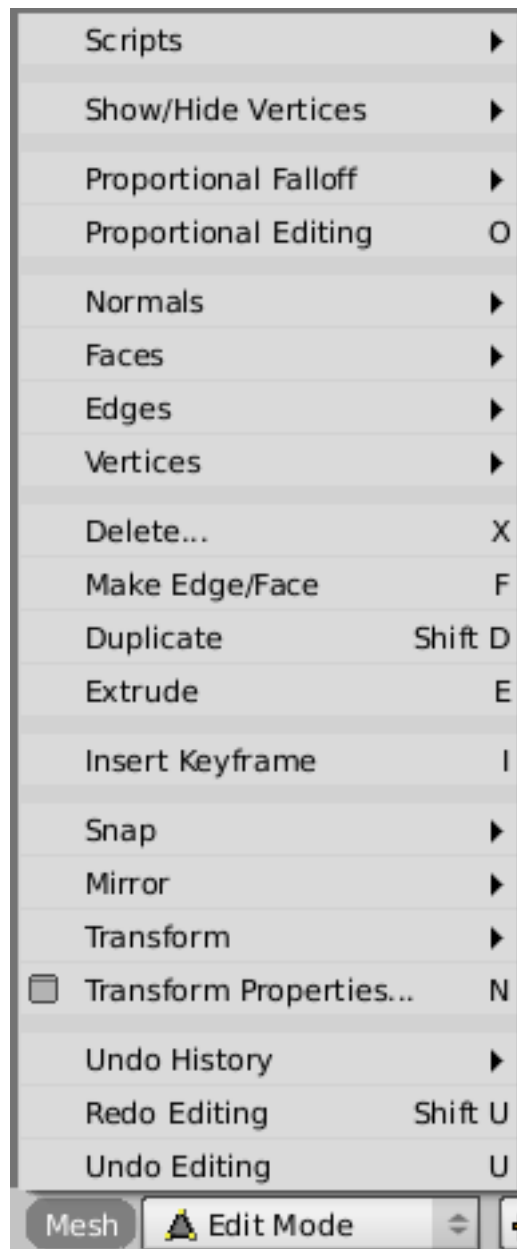 Scripts
Show/Hide Vertices
Proportional Falloff
Proportional Editing O
Normals
Faces
Edges
Vertices
Delete... X
Make Edge/Face F
Duplicate Shift D
Extrude E
Insert Keyframe I
Snap
Mirror
Transform
Transform Properties... N
Undo History
Redo Editing Shift U
Undo Editing U
Mesh Edit Mode